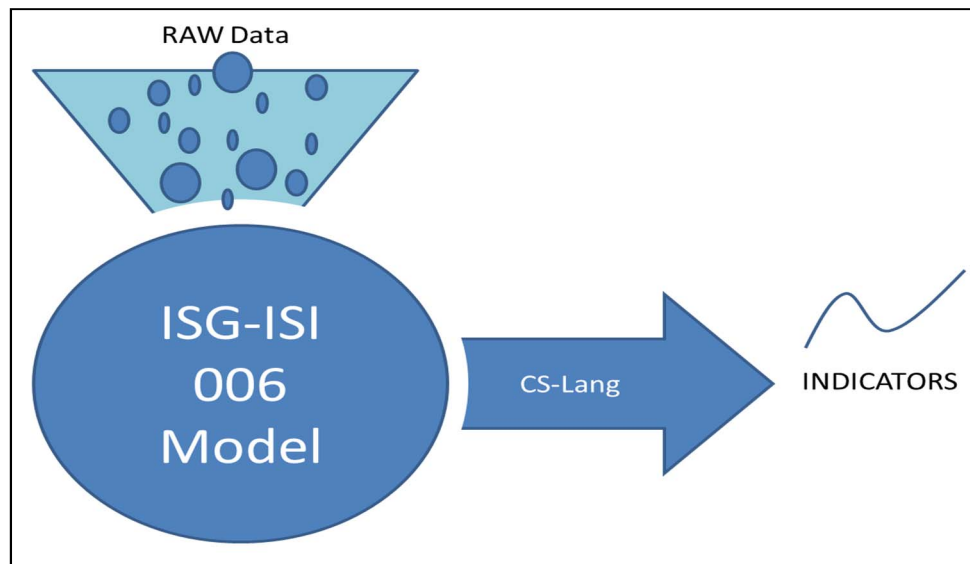 RAW Data
ISG-ISI
006
Model
CS-Lang
INDICATORS